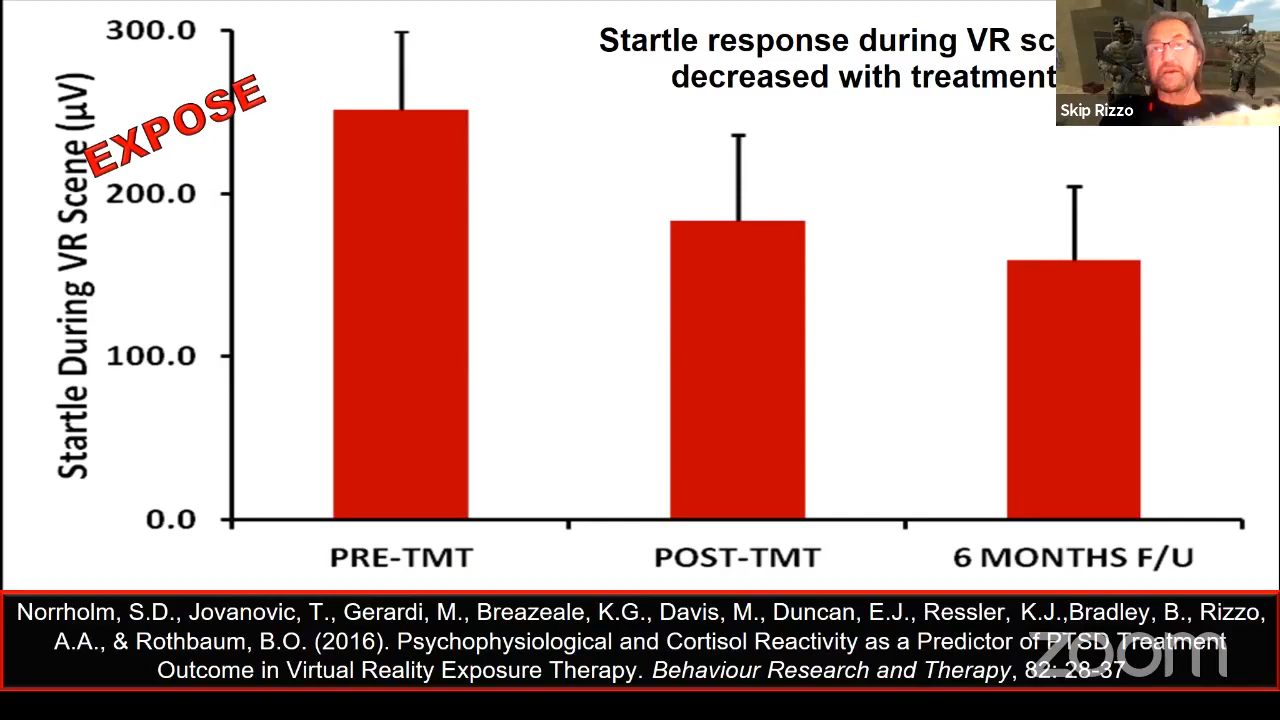 Startle response during VR sc
decreased with treatment
Skip Rizzo
EXPOSE
Startle During VR Scene (µV)
300.0
200.0
100.0
0.0
PRE-TMT POST-TMT 6 MONTHS F/U
Norrholm, S.D., Jovanovic, T., Gerardi, M., Breazeale, K.G., Davis, M., Duncan, E.J., Ressler, K.J.,Bradley, B., Rizzo,
A.A., & Rothbaum, B.O. (2016). Psychophysiological and Cortisol Reactivity as a Predictor of PTSD Treatment
Outcome in Virtual Reality Exposure Therapy. Behaviour Research and Therapy, 82: 28-37
zoom